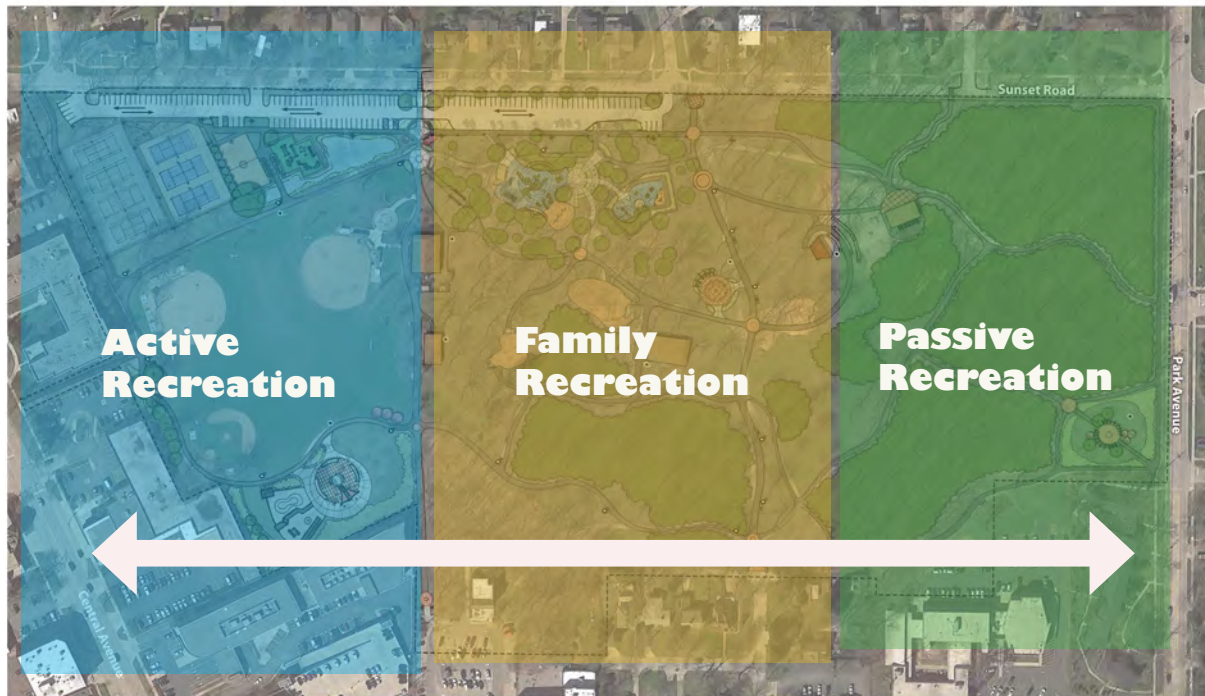 Sunset Road
Active
Recreation
Family
Recreation
Passive
Recreation
Park Avenue
Central Avenue